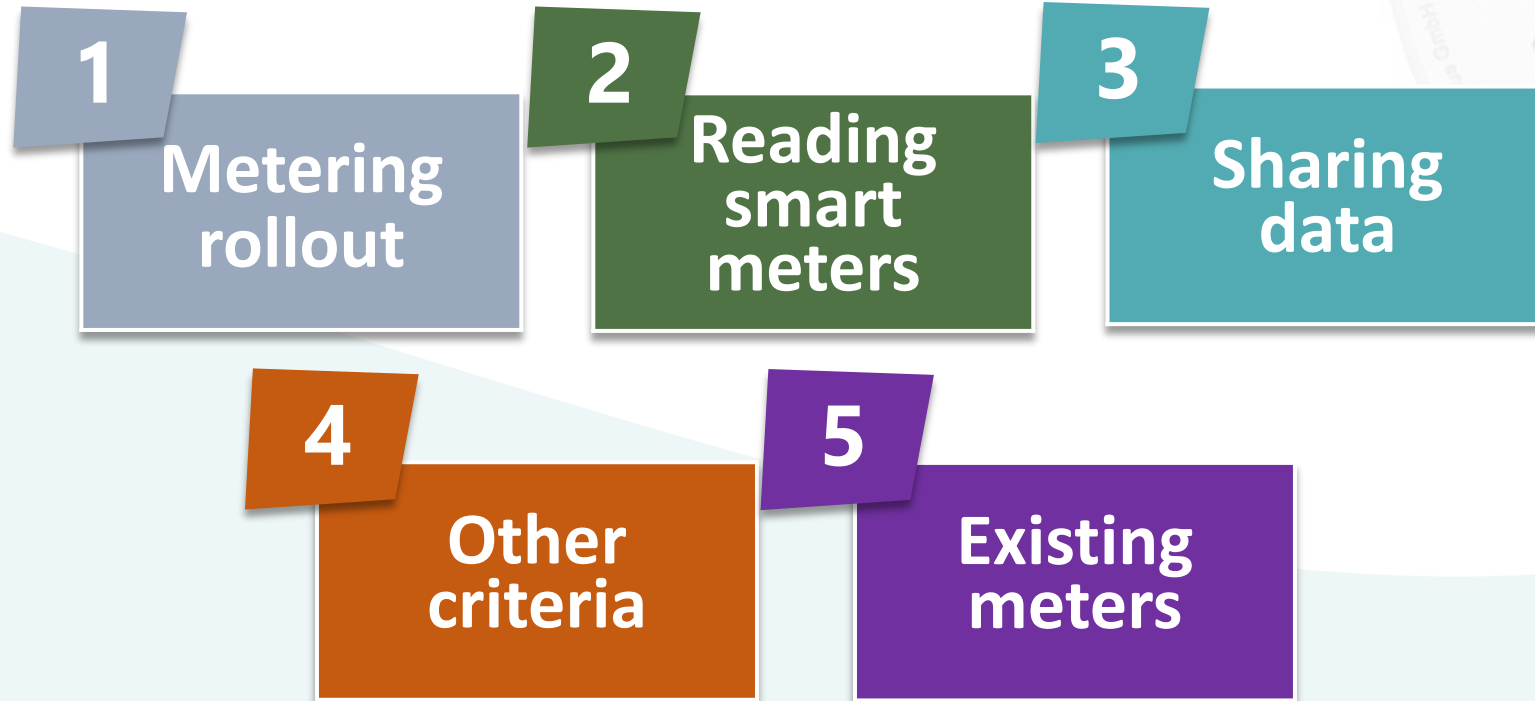 1
Metering
rollout
2
Reading
smart
meters
3
Sharing
data
4
Other
criteria
5
Existing
meters